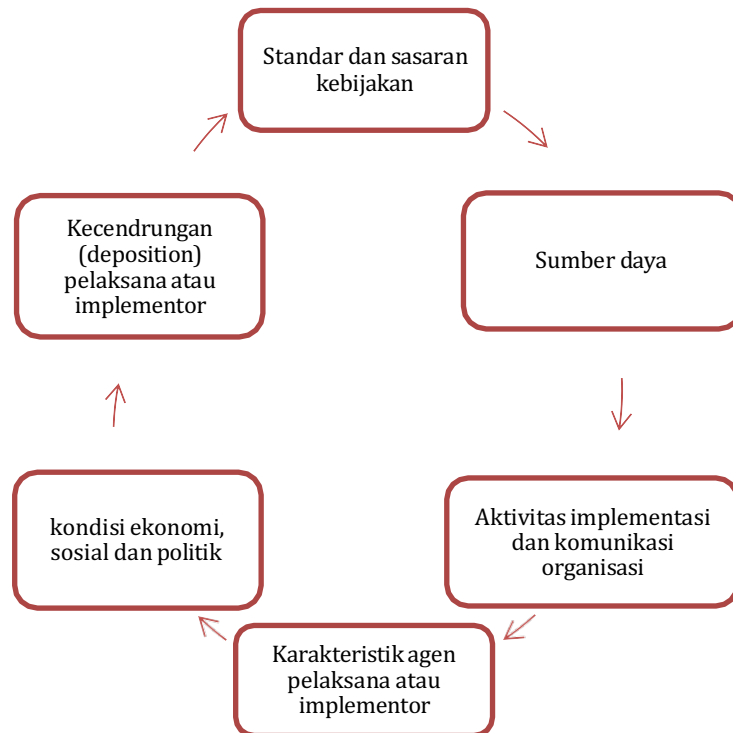 Standar dan sasaran
kebijakan
Sumber daya
Aktivitas implementasi
dan komunikasi
organisasi
Karakteristik agen
pelaksana atau
implementor
kondisi ekonomi,
sosial dan politik
Kecendrungan
(deposition)
pelaksana atau
implementor